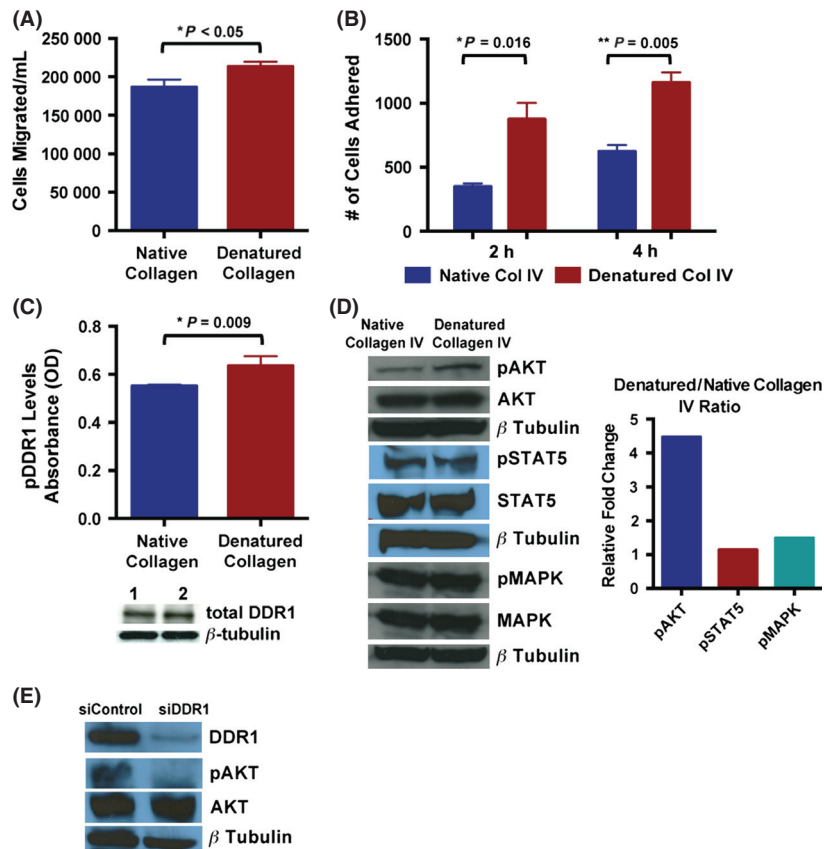 (A)
* P < 0.05
Cells Migrated/mL
250 000
200 000
150 000
100 000
50 000
0
Native Collagen
Denatured Collagen
(B)
* P = 0.016
** P = 0.005
# of Cells Adhered
1500
1000
500
0
2 h
4 h
Native Col IV
Denatured Col IV
(C)
* P = 0.009
pDDR1 Levels
Absorbance (OD)
0.8
0.6
0.4
0.2
0.0
Native Collagen
Denatured Collagen
1 2
total DDR1
β-tubulin
(D)
Native Collagen IV
Denatured Collagen IV
pAKT
AKT
β Tubulin
pSTAT5
STAT5
β Tubulin
pMAPK
MAPK
β Tubulin
Denatured/Native Collagen
IV Ratio
Relative Fold Change
5
4
3
2
1
0
pAKT
pSTAT5
pMAPK
(E)
siControl siDDR1
DDR1
pAKT
AKT
β Tubulin